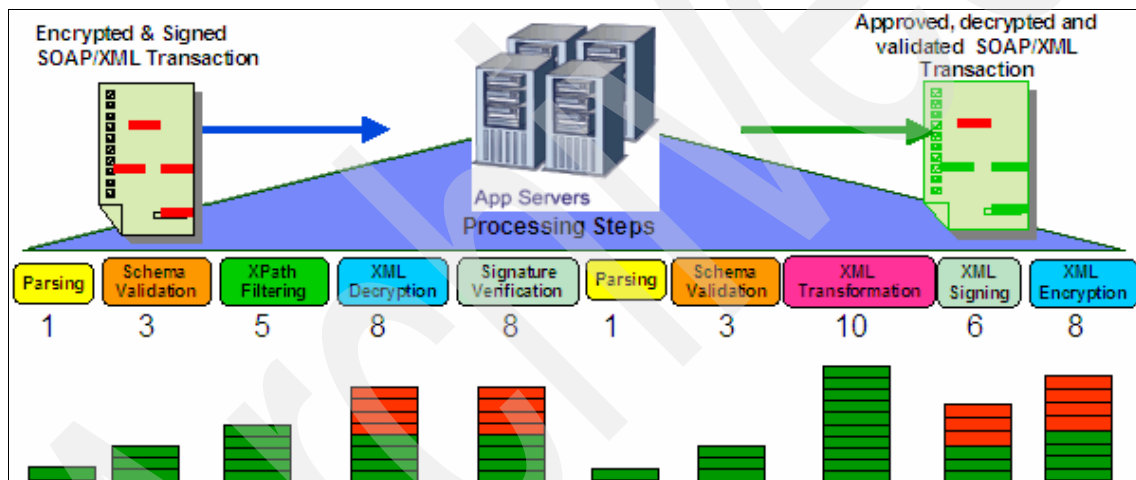 Encrypted & Signed
SOAP/XML Transaction
Approved, decrypted and
validated SOAP/XML
Transaction
App Servers
Processing Steps
Parsing
Schema
Validation
XPath
Filtering
XML
Decryption
Signature
Verification
Parsing
Schema
Validation
XML
Transformation
XML
Signing
XML
Encryption
1 3 5 8 8 1 3 10 6 8